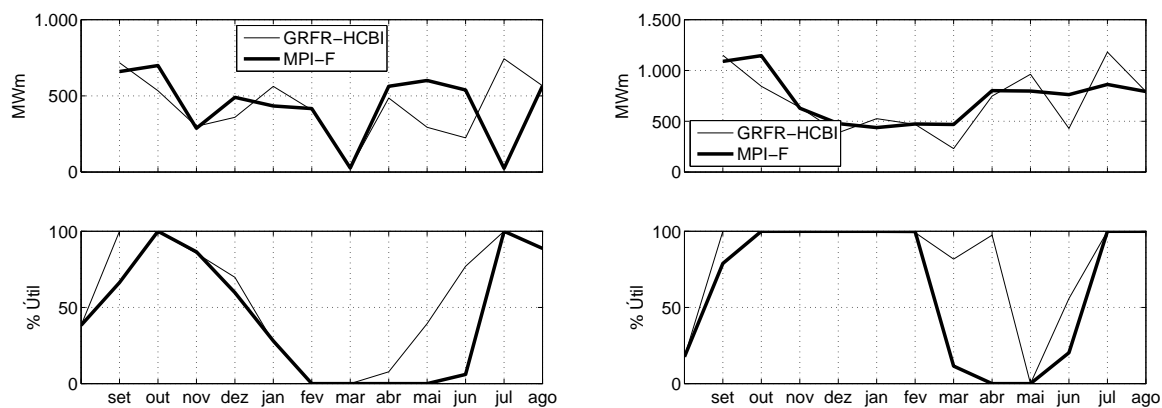 1.000
500
0
MWm
GRFR−HCBI
MPI−F
1.500
1.000
500
0
MWm
GRFR−HCBI
MPI−F
100
50
0
% Útil
set out nov dez jan fev mar abr mai jun jul ago
100
50
0
% Útil
set out nov dez jan fev mar abr mai jun jul ago